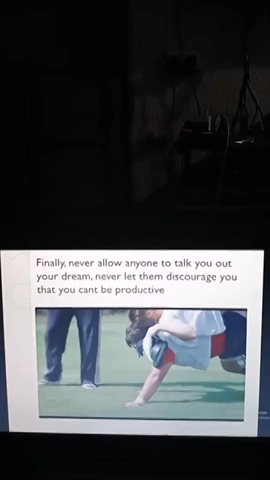 Finally, never allow anyone to talk you out
your dream, never let them discourage you
that you cant be productive